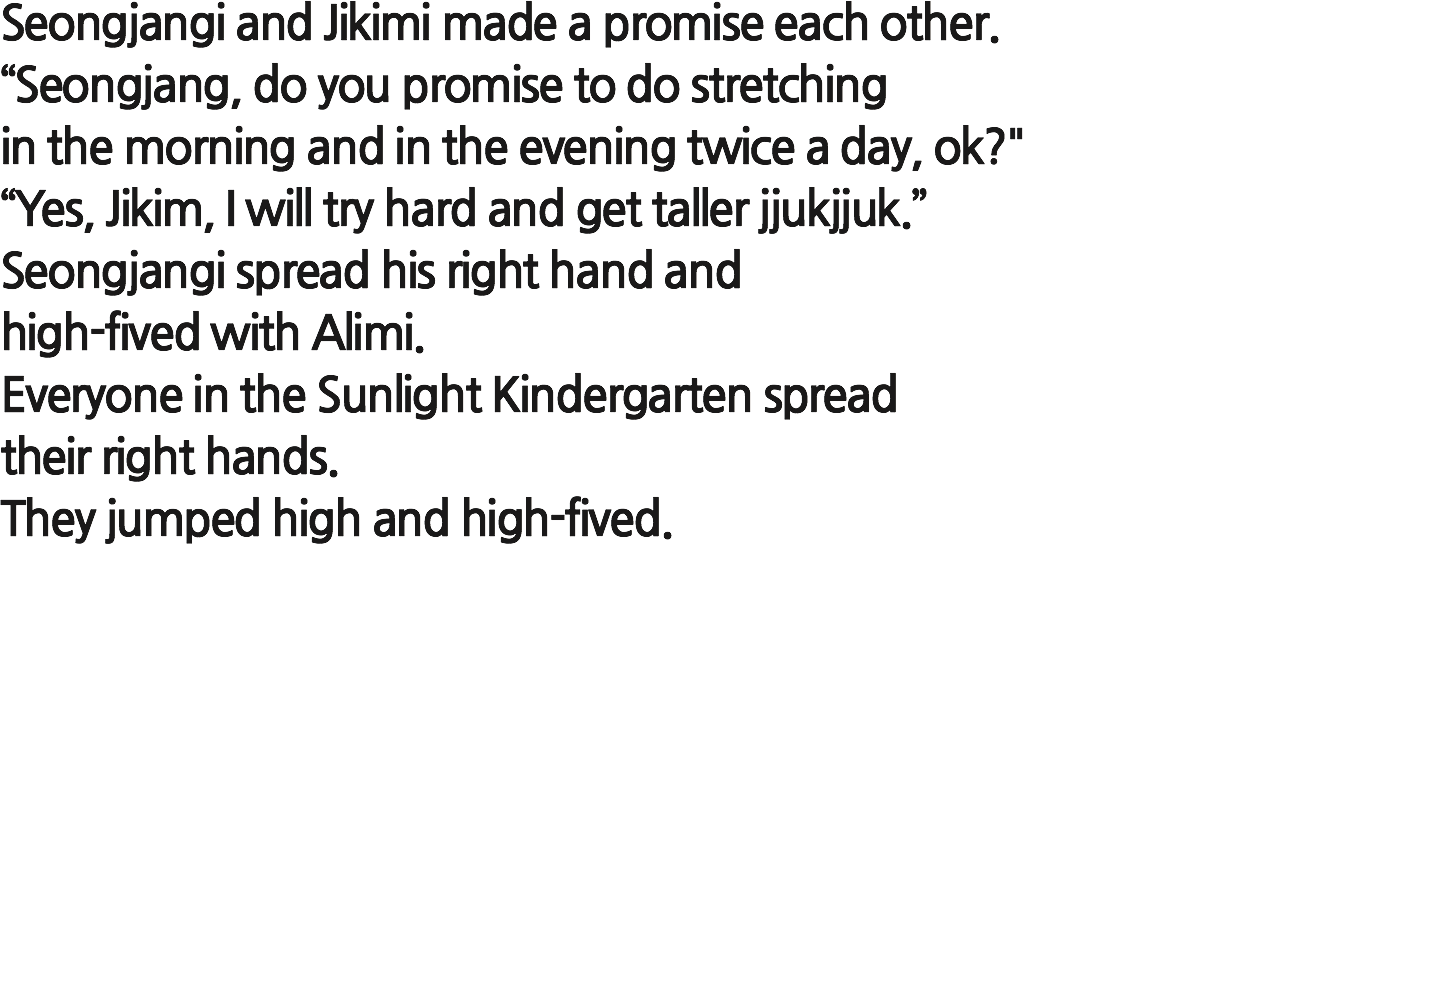 Seongjangi and Jikimi made a promise each other.
“Seongjang, do you promise to do stretching
in the morning and in the evening twice a day, ok?"
“Yes, Jikim, I will try hard and get taller jjukjjuk.”
Seongjangi spread his right hand and
high-fived with Alimi.
Everyone in the Sunlight Kindergarten spread
their right hands.
They jumped high and high-fived.